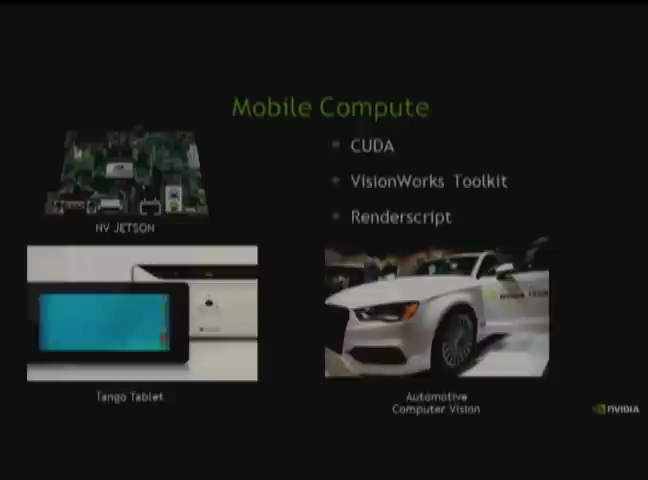 Mobile Compute
CUDA
VisionWorks Toolkit
Renderscript
NV JETSON
Tango Tablet
Automotive
Computer Vision
NVIDIA